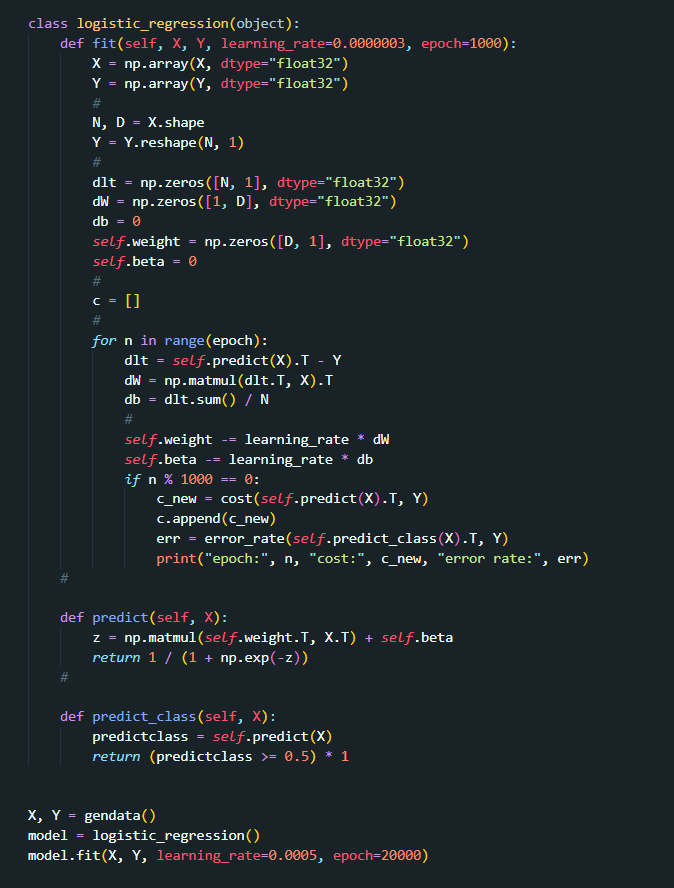 class logistic_regression(object):
    def fit(self, X, Y, learning_rate=0.0000003, epoch=1000):
        X = np.array(X, dtype="float32")
        Y = np.array(Y, dtype="float32")
        #
        N, D = X.shape
        Y = Y.reshape(N, 1)
        #
        dlt = np.zeros([N, 1], dtype="float32")
        dW = np.zeros([1, D], dtype="float32")
        db = 0
        self.weight = np.zeros([D, 1], dtype="float32")
        self.beta = 0
        #
        c = []
        #
        for n in range(epoch):
            dlt = self.predict(X).T - Y
            dW = np.matmul(dlt.T, X).T
            db = dlt.sum() / N
            #
            self.weight -= learning_rate * dW
            self.beta -= learning_rate * db
            if n % 1000 == 0:
                c_new = cost(self.predict(X).T, Y)
                c.append(c_new)
                err = error_rate(self.predict_class(X).T, Y)
                print("epoch:", n, "cost:", c_new, "error rate:", err)
    #
    def predict(self, X):
        z = np.matmul(self.weight.T, X.T) + self.beta
        return 1 / (1 + np.exp(-z))
    #
    def predict_class(self, X):
        predictclass = self.predict(X)
        return (predictclass >= 0.5) * 1
X, Y = gendata()
model = logistic_regression()
model.fit(X, Y, learning_rate=0.0005, epoch=20000)